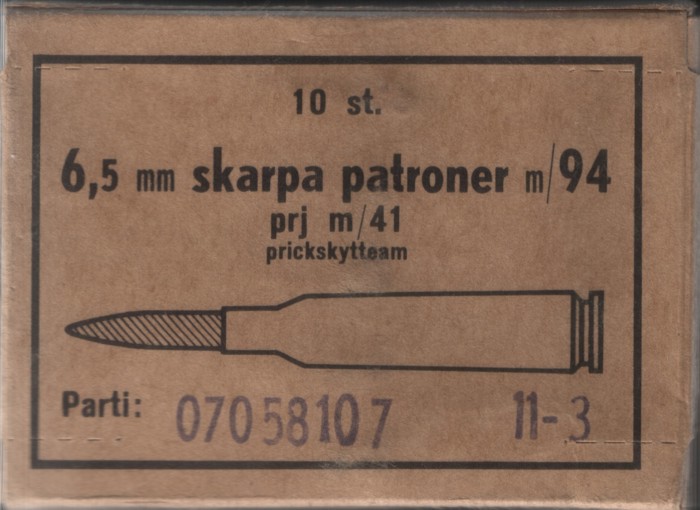 10 st.
6,5 mm skarpa patroner m/94
prj m/41
prickskytteam
Parti: 07058107 11-3